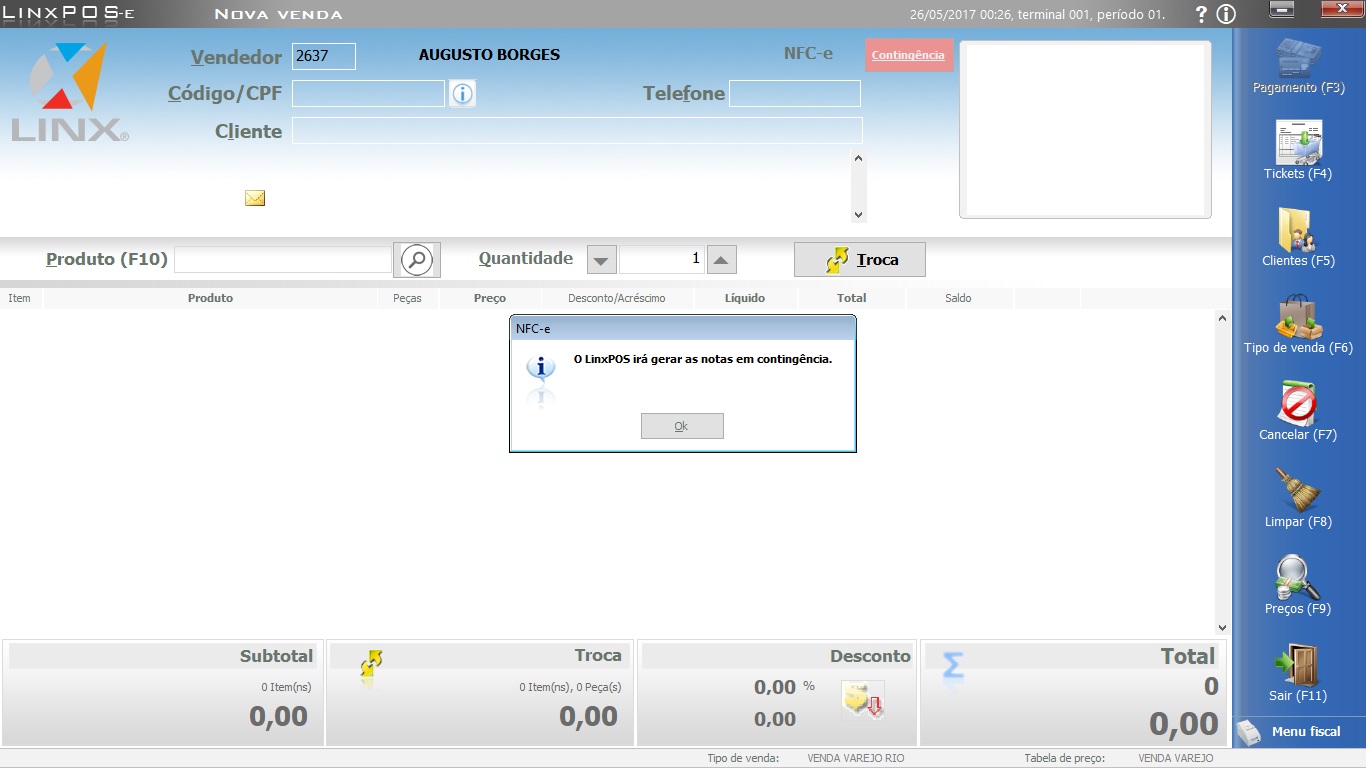 LinxPOS-e
Nova venda
26/05/2017 00:26, terminal 001, período 01.
LINX®
Vendedor 2637 AUGUSTO BORGES NFC-e Contingência
Código/CPF Telefone
Cliente
Produto (F10) Quantidade 1 Troca
Item Produto Peças Preço Desconto/Acréscimo Líquido Total Saldo
NFC-e
O LinxPOS irá gerar as notas em contingência.
Ok
Pagamento (F3)
Tickets (F4)
Clientes (F5)
Tipo de venda (F6)
Cancelar (F7)
Limpar (F8)
Preços (F9)
Sair (F11)
Menu fiscal
Subtotal
0 Item(ns)
0,00
Troca
0 Item(ns), 0 Peça(s)
0,00
Desconto
0,00 %
0,00
Σ Total
0
0,00
Tipo de venda: VENDA VAREJO RIO Tabela de preço: VENDA VAREJO